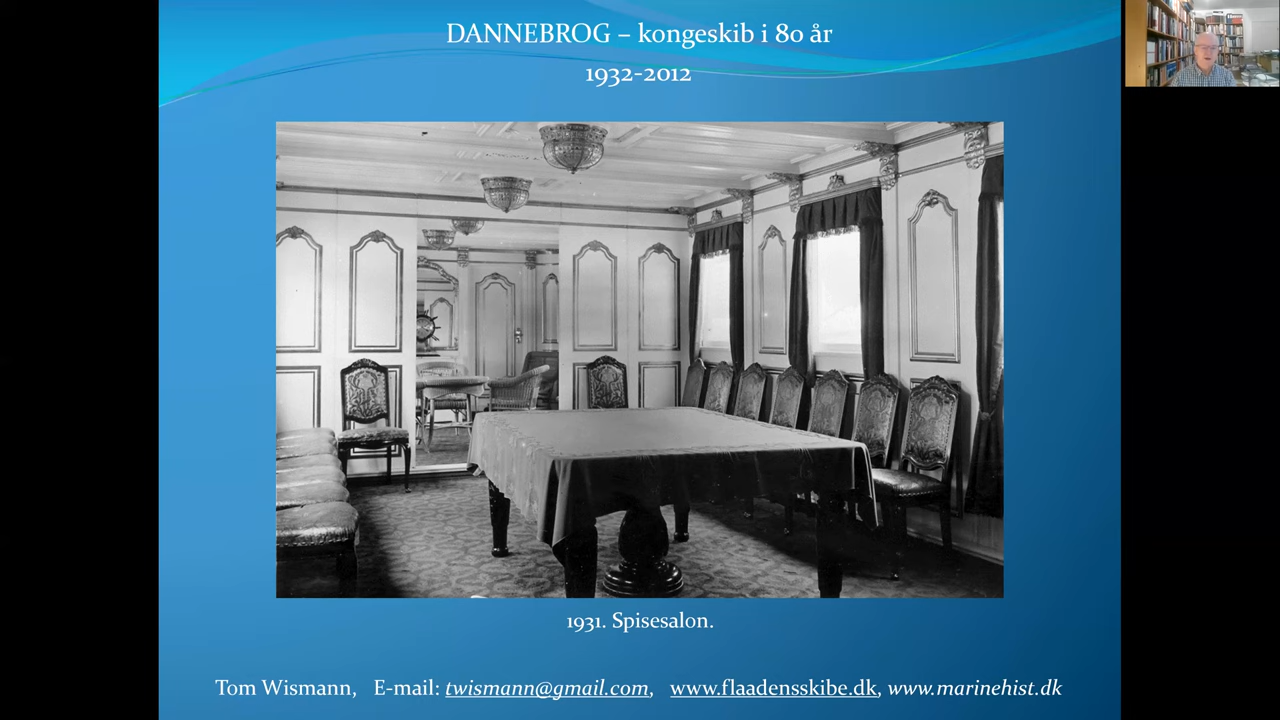 DANNEBROG – kongeskib i 80 år
1932-2012
1931. Spisesalon.
Tom Wismann, E-mail: twismann@gmail.com, www.flaadensskibe.dk, www.marinehist.dk